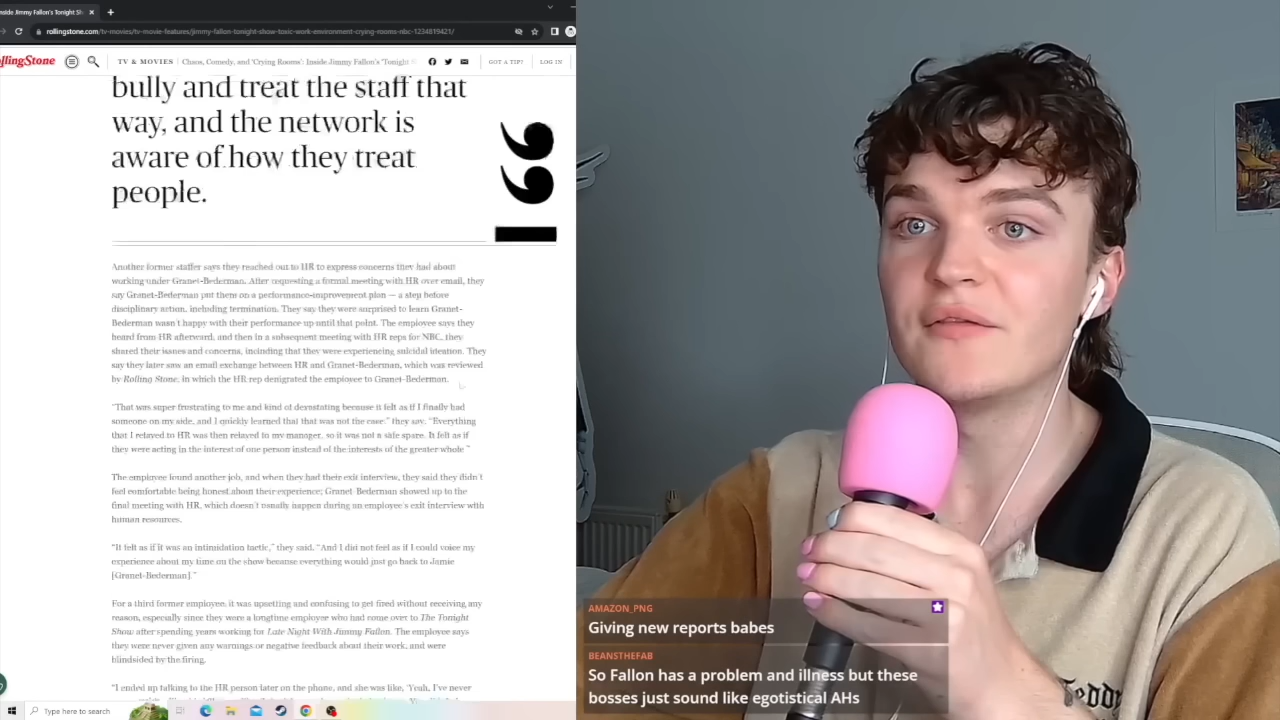 Inside Jimmy Fallon's Tonight S
rollingstone.com/tv-movies/tv-movie-features/jimmy-fallon-tonight-show-toxic-work-environment-crying-rooms-nbc-1234819421/
RollingStone
TV & MOVIES
Chaos, Comedy, and 'Crying Rooms': Inside Jimmy Fallon's 'Tonight
GOT A TIP?
LOG IN
bully and treat the staff that
way, and the network is
aware of how they treat
people.
Another former staffer says they reached out to HR to express concerns they had about
working under Granet-Bederman. After requesting a formal meeting with HR over email, they
say Granet-Bederman put them on a performance-improvement plan — a step before
disciplinary action, including termination. They say they were surprised to learn Granet-
Bederman wasn't happy with their performance up until that point. The employee says they
heard from HR afterward, and then in a subsequent meeting with HR reps for NBC, they
shared their issues and concerns, including that they were experiencing suicidal ideation. They
say they later saw an email exchange between HR and Granet-Bederman, which was reviewed
by Rolling Stone, in which the HR rep denigrated the employee to Granet-Bederman.
"That was super frustrating to me and kind of devastating because it felt as if I finally had
someone on my side, and I quickly learned that that was not the case," they say. "Everything
that I relayed to HR was then relayed to my manager, so it was not a safe space. It felt as if
they were acting in the interest of one person instead of the interests of the greater whole."
The employee found another job, and when they had their exit interview, they said they didn't
feel comfortable being honest about their experience; Granet-Bederman showed up to the
final meeting with HR, which doesn't usually happen during an employee's exit interview with
human resources.
"It felt as if it was an intimidation tactic," they said. "And I did not feel as if I could voice my
experience about my time on the show because everything would just go back to Jamie
[Granet-Bederman]."
For a third former employee, it was upsetting and confusing to get fired without receiving any
reason, especially since they were a longtime employee who had come over to The Tonight
Show after spending years working for Late Night With Jimmy Fallon. The employee says
they were never given any warnings or negative feedback about their work, and were
blindsided by the firing.
"I ended up talking to the HR person later on the phone, and she was like, 'Yeah, I've never
Type here to search
AMAZON_PNG
Giving new reports babes
BEANSTHEFAB
So Fallon has a problem and illness but these
bosses just sound like egotistical AHs